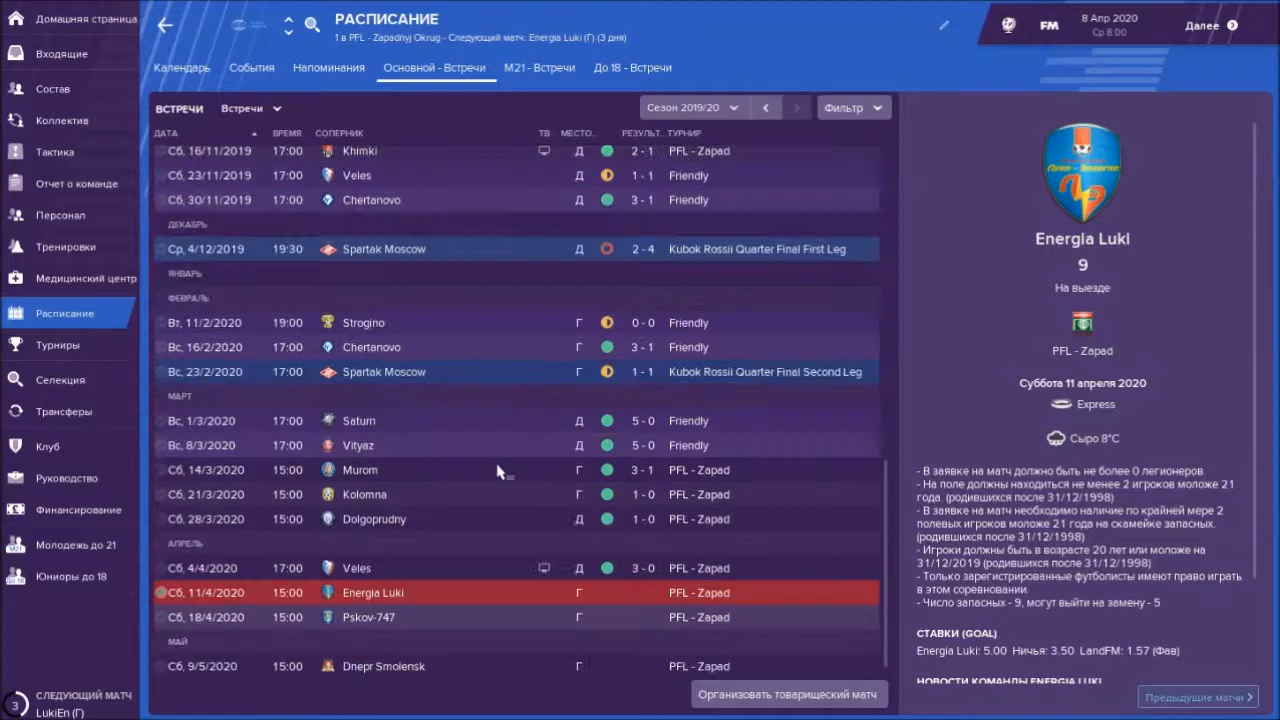 Домашняя страница
Входящие
Состав
Коллектив
Тактика
Отчет о команде
Персонал
Тренировки
Медицинский центр
Расписание
Турниры
Селекция
Трансферы
Клуб
Руководство
Финансирование
Молодежь до 21
Юниоры до 18
3 СЛЕДУЮЩИЙ МАТЧ
LukiEn (Г)
РАСПИСАНИЕ
1 в PFL - Zapadnyj Okrug - Следующий матч: Energia Luki (Г) (3 дня)
FM 8 Апр 2020 Ср 8:00 Далее
Календарь События Напоминания Основной - Встречи М21 - Встречи До 18 - Встречи
ВСТРЕЧИ Встречи Сезон 2019/20 Фильтр
ДАТА ВРЕМЯ СОПЕРНИК ТВ МЕСТО... РЕЗУЛЬТ... ТУРНИР
Сб, 16/11/2019 17:00 Khimki Д 2 - 1 PFL - Zapad
Сб, 23/11/2019 17:00 Veles Д 1 - 1 Friendly
Сб, 30/11/2019 17:00 Chertanovo Д 3 - 1 Friendly
ДЕКАБРЬ
Ср, 4/12/2019 19:30 Spartak Moscow Д 2 - 4 Kubok Rossii Quarter Final First Leg
ЯНВАРЬ
ФЕВРАЛЬ
Вт, 11/2/2020 19:00 Strogino Г 0 - 0 Friendly
Вс, 16/2/2020 17:00 Chertanovo Г 3 - 1 Friendly
Вс, 23/2/2020 17:00 Spartak Moscow Г 1 - 1 Kubok Rossii Quarter Final Second Leg
МАРТ
Вс, 1/3/2020 17:00 Saturn Д 5 - 0 Friendly
Вс, 8/3/2020 17:00 Vityaz Д 5 - 0 Friendly
Сб, 14/3/2020 15:00 Murom Г 3 - 1 PFL - Zapad
Сб, 21/3/2020 15:00 Kolomna Г 1 - 0 PFL - Zapad
Сб, 28/3/2020 15:00 Dolgoprudny Д 1 - 0 PFL - Zapad
АПРЕЛЬ
Сб, 4/4/2020 17:00 Veles Д 3 - 0 PFL - Zapad
Сб, 11/4/2020 15:00 Energia Luki Г PFL - Zapad
Сб, 18/4/2020 15:00 Pskov-747 Г PFL - Zapad
МАЙ
Сб, 9/5/2020 15:00 Dnepr Smolensk Г PFL - Zapad
Организовать товарищеский матч
Energia Luki
9
На выезде
PFL - Zapad
Суббота 11 апреля 2020
Express
Сыро 8°C
- В заявке на матч должно быть не более 0 легионеров.
- На поле должны находиться не менее 2 игроков моложе 21
года. (родившихся после 31/12/1998)
- В заявке на матч необходимо наличие по крайней мере 2
полевых игроков моложе 21 года на скамейке запасных.
(родившихся после 31/12/1998)
- Игроки должны быть в возрасте 20 лет или моложе на
31/12/2019 (родившихся после 31/12/1998)
- Только зарегистрированные футболисты имеют право играть
в этом соревновании.
- Число запасных - 9, могут выйти на замену - 5
СТАВКИ (GOAL)
Energia Luki: 5.00 Ничья: 3.50 LandFM: 1.57 (Фав)
НОВОСТИ КОМАНДЫ ENERGIA LUKI
Предыдущие матчи